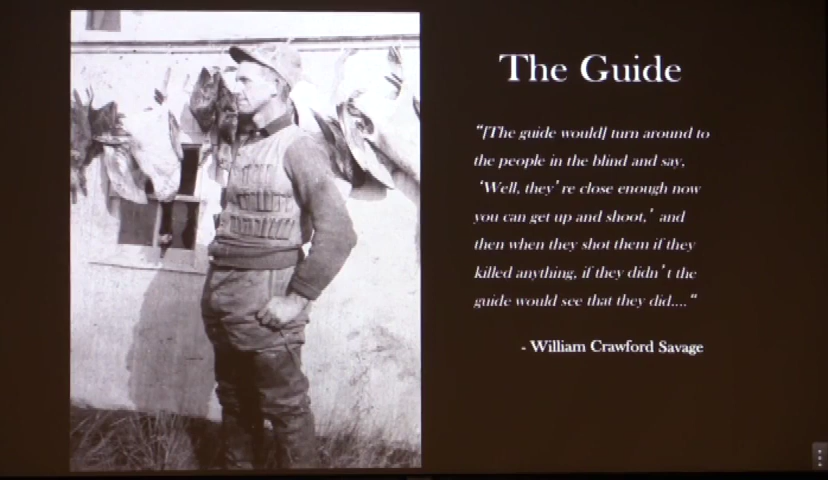 The Guide
"[The guide would] turn around to
the people in the blind and say,
'Well, they're close enough now
you can get up and shoot,' and
then when they shot them if they
killed anything, if they didn't the
guide would see that they did...."
- William Crawford Savage